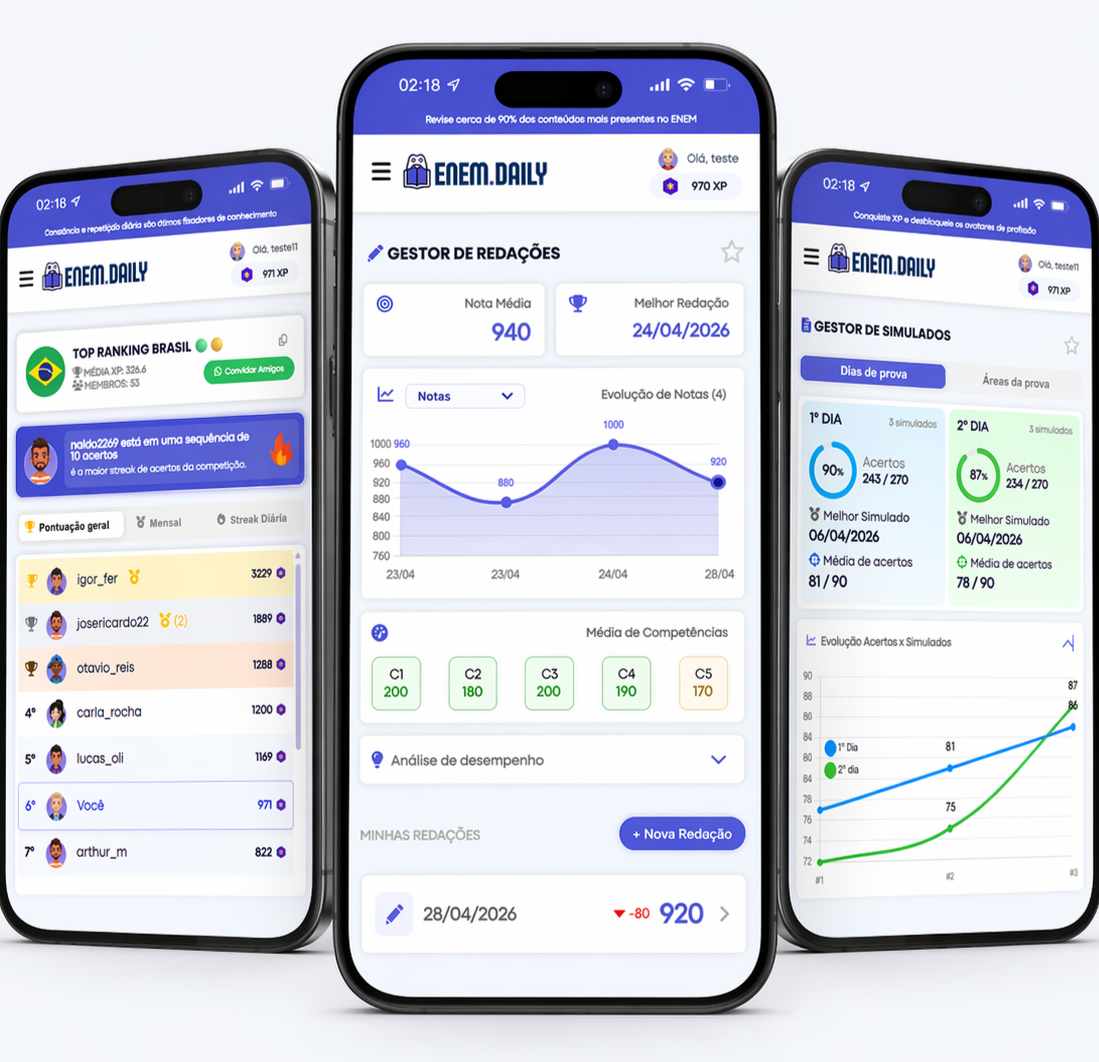 02:18
Constância e repetição diária são ótimos fixadores de conhecimento
ENEM.DAILY
Olá, teste11
971 XP
TOP RANKING BRASIL
MÉDIA XP: 326.6
MEMBROS: 53
Convidar Amigos
naldo2269 está em uma sequência de
10 acertos
é a maior streak de acertos da competição.
Pontuação geral
Mensal
Streak Diária
igor_fer
3229
josericardo22
(2)
1889
otavio_reis
1288
4º
carla_rocha
1200
5º
lucas_oli
1169
6º
Você
971
7º
arthur_m
822
02:18
Revise cerca de 90% dos conteúdos mais presentes no ENEM
ENEM.DAILY
Olá, teste
970 XP
GESTOR DE REDAÇÕES
Nota Média
940
Melhor Redação
24/04/2026
Notas
Evolução de Notas (4)
1000
960
920
880
840
800
760
960
880
1000
920
23/04
23/04
24/04
28/04
Média de Competências
C1
200
C2
180
C3
200
C4
190
C5
170
Análise de desempenho
MINHAS REDAÇÕES
+ Nova Redação
28/04/2026
-80
920
02:18
Conquiste XP e desbloqueie os avatares de profissão
ENEM.DAILY
Olá, teste11
971 XP
GESTOR DE SIMULADOS
Dias de prova
Áreas da prova
1º DIA
3 simulados
90%
Acertos
243 / 270
Melhor Simulado
06/04/2026
Média de acertos
81 / 90
2º DIA
3 simulados
87%
Acertos
234 / 270
Melhor Simulado
06/04/2026
Média de acertos
78 / 90
Evolução Acertos x Simulados
90
88
86
84
80
84
78
76
74
72
1º Dia
2º dia
81
75
87
86
#1
#2
#3